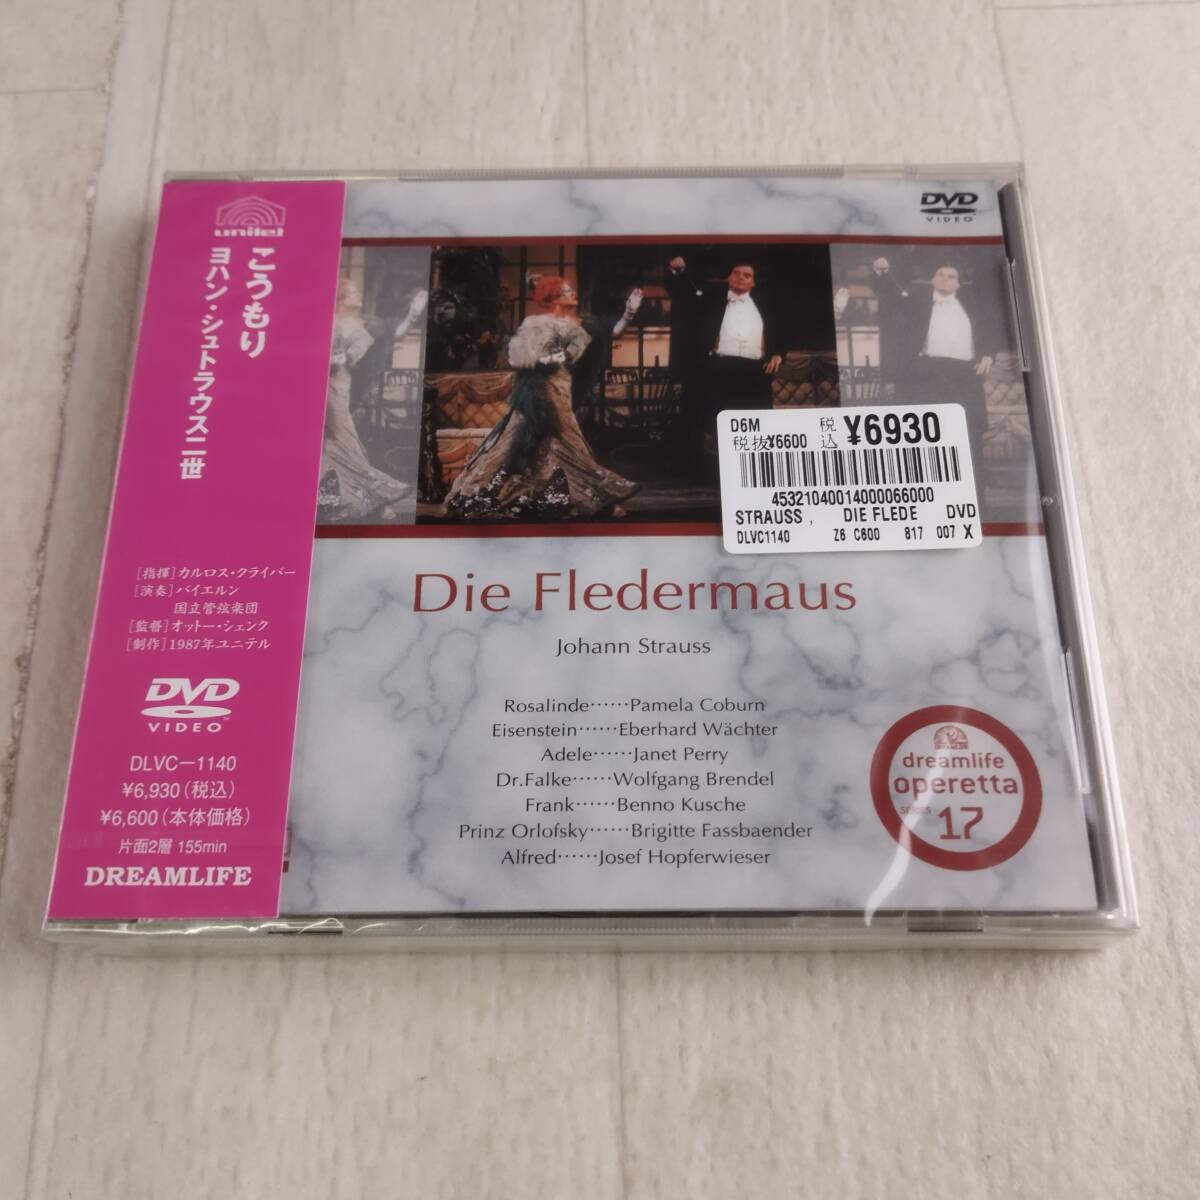 unitel
こうもり
ヨハン・シュトラウス二世
[指揮]カルロス・クライバー
[演奏]バイエルン
国立管弦楽団
[監督]オットー・シェンク
[制作]1987年ユニテル
DVD
VIDEO
DLVC-1140
¥6,930(税込)
¥6,600(本体価格)
片面2層 155min
DREAMLIFE
DVD
VIDEO
D6M 税 ¥6930
税抜¥6600 込
45321040014000066000
STRAUSS, DIE FLEDE DVD
DLVC1140 Z6 C600 817 007 X
Die Fledermaus
Johann Strauss
Rosalinde……Pamela Coburn
Eisenstein……Eberhard Wächter
Adele……Janet Perry
Dr.Falke……Wolfgang Brendel
Frank……Benno Kusche
Prinz Orlofsky……Brigitte Fassbaender
Alfred……Josef Hopferwieser
DREAMLIFE
dreamlife
operetta
SERIES 17